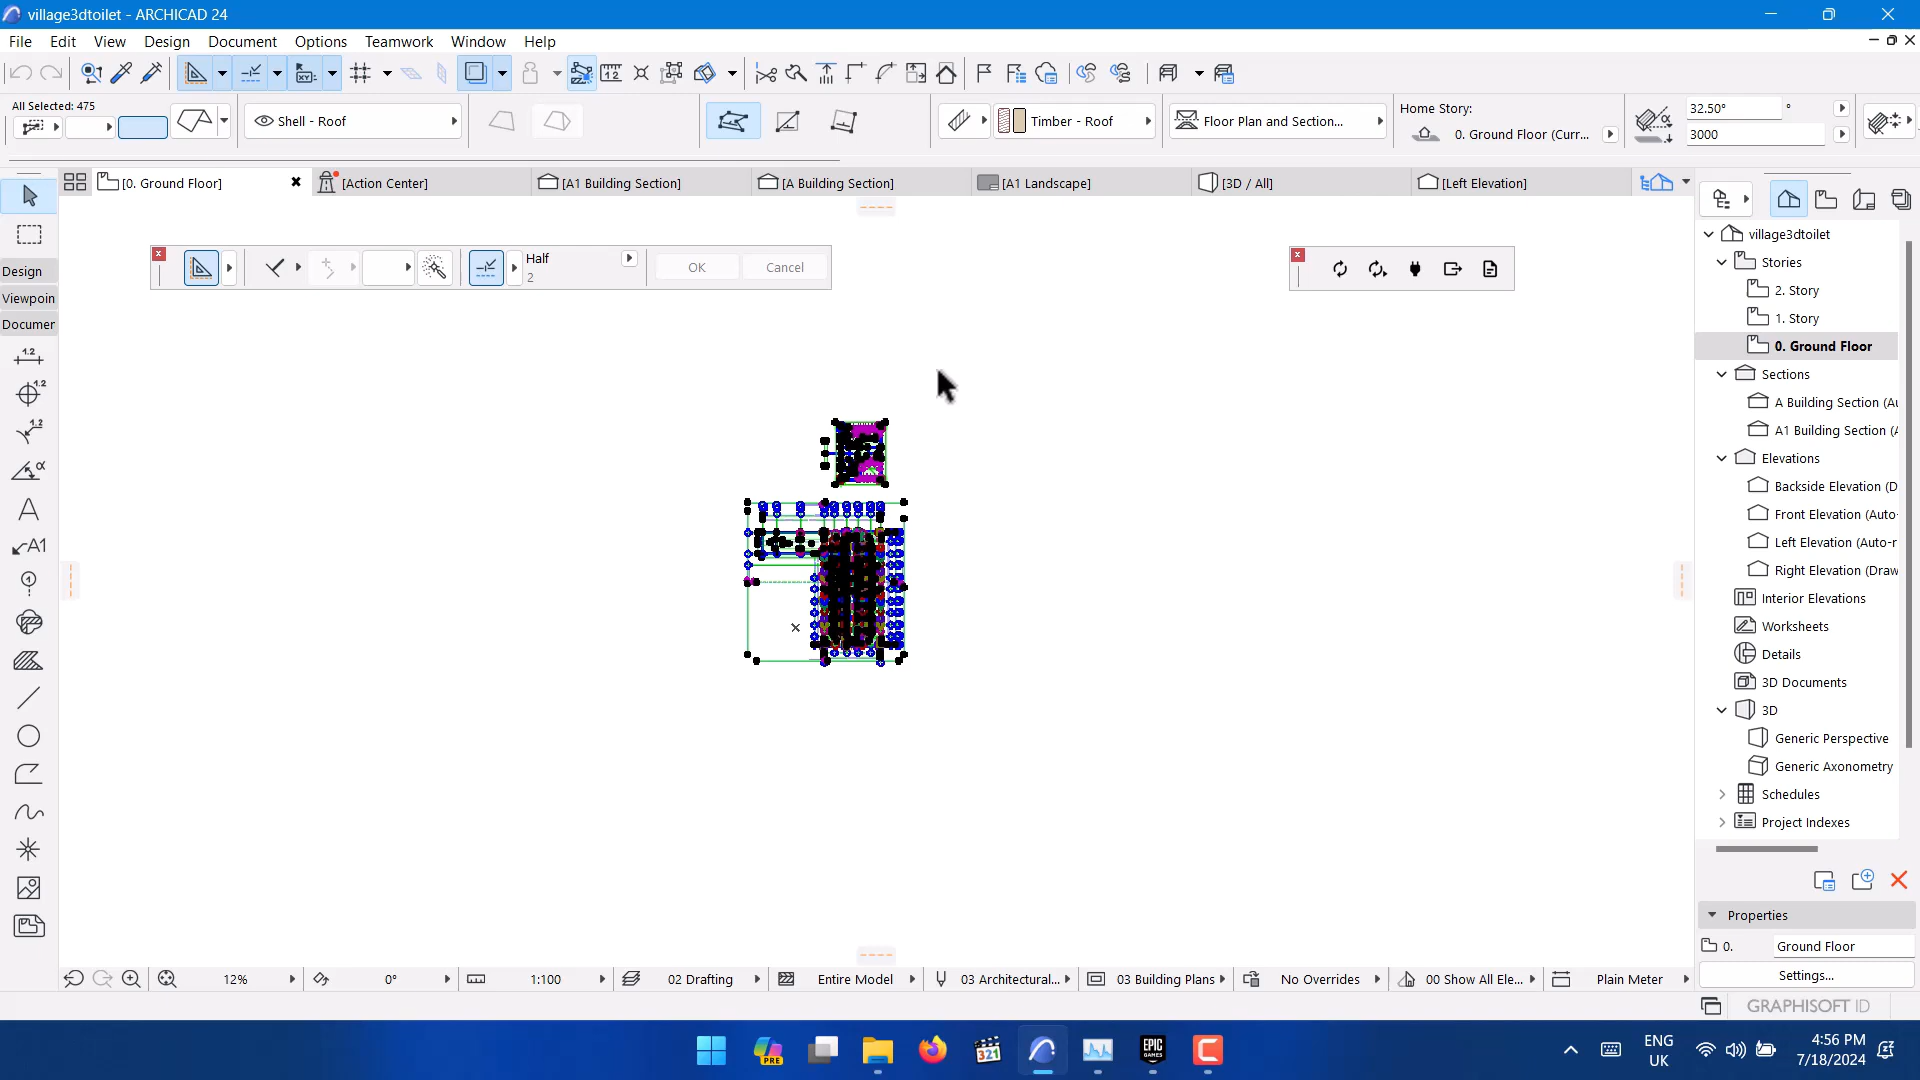 village3dtoilet - ARCHICAD 24
File Edit View Design Document Options Teamwork Window Help
All Selected: 475
Shell - Roof
Timber - Roof
Floor Plan and Section...
Home Story:
0. Ground Floor (Curr...
32.50°
°
3000
[0. Ground Floor]
[Action Center]
[A1 Building Section]
[A Building Section]
[A1 Landscape]
[3D / All]
[Left Elevation]
Half
2
OK
Cancel
Design
Viewpoin
Documer
village3dtoilet
Stories
2. Story
1. Story
0. Ground Floor
Sections
A Building Section (Au
A1 Building Section (A
Elevations
Backside Elevation (D
Front Elevation (Auto-
Left Elevation (Auto-r
Right Elevation (Draw
Interior Elevations
Worksheets
Details
3D Documents
3D
Generic Perspective
Generic Axonometry
Schedules
Project Indexes
Properties
0.
Ground Floor
Settings...
12%
0°
1:100
02 Drafting
Entire Model
03 Architectural...
03 Building Plans
No Overrides
00 Show All Ele...
Plain Meter
GRAPHISOFT ID
ENG
UK
4:56 PM
7/18/2024